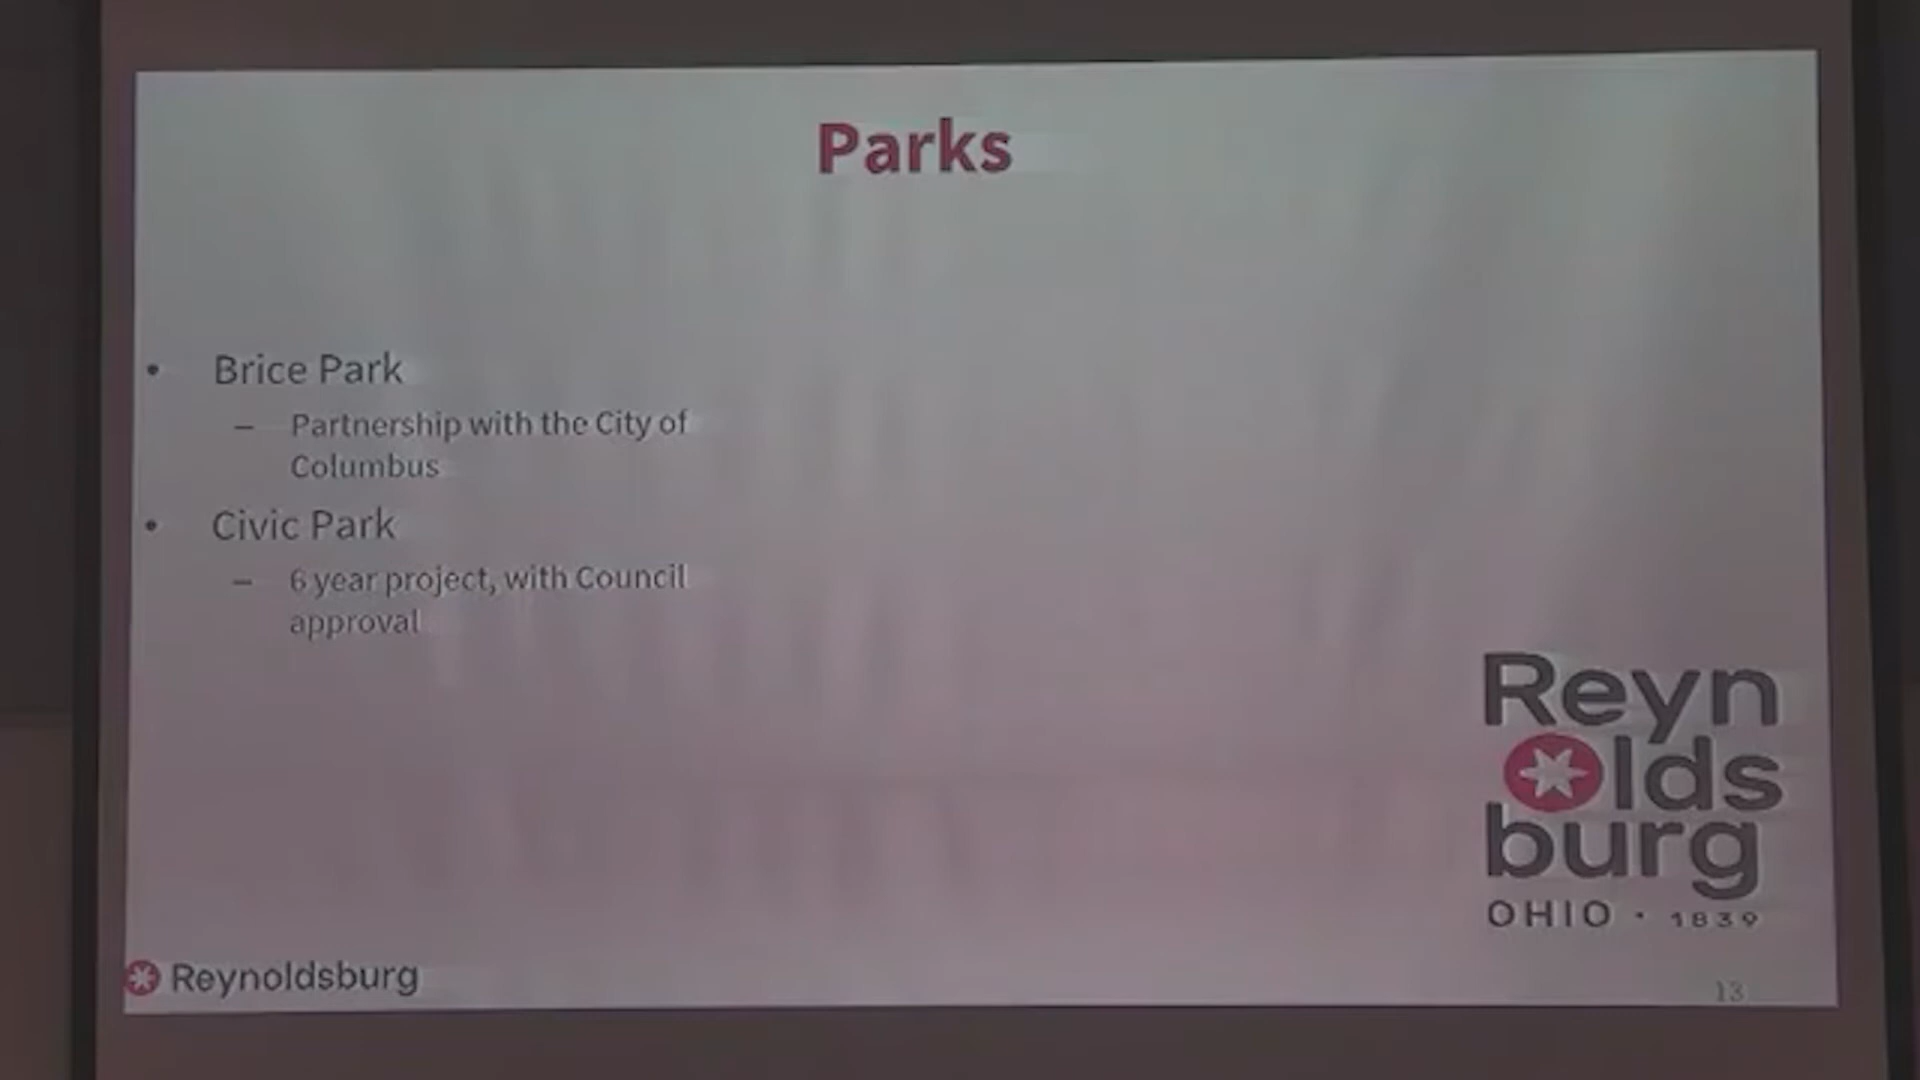 Parks
• Brice Park
– Partnership with the City of
Columbus
• Civic Park
– 6 year project, with Council
approval
Reyn
olds
burg
OHIO · 1839
Reynoldsburg
13